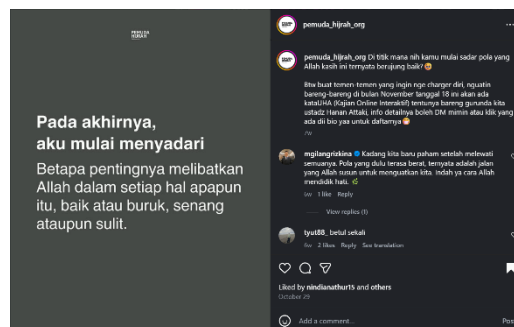 PEMUDA
HIJRAH
Pada akhirnya,
aku mulai menyadari
Betapa pentingnya melibatkan
Allah dalam setiap hal apapun
itu, baik atau buruk, senang
ataupun sulit.
pemuda_hijrah_org
pemuda_hijrah_org Di titik mana nih kamu mulai sadar pola yang
Allah kasih ini ternyata berujung baik?🥹
Btw buat temen-temen yang ingin nge charger diri, nguatin
bareng-bareng di bulan November tanggal 18 ini akan ada
kataUHA (Kajian Online Interaktif) tentunya bareng gurunda kita
ustadz Hanan Attaki, info detailnya boleh DM mimin atau klik yang
ada dii bio yaa untuk daftarnya😁
7w
mgilangrizkina Kadang kita baru paham setelah melewati
semuanya. Pola yang dulu terasa berat, ternyata adalah jalan
yang Allah susun untuk menguatkan kita. Indah ya cara Allah
mendidik hati. 🌿
1 like Reply
View replies (1)
tyut88_ betul sekali
2 likes Reply See translation
Liked by nindianathur15 and others
October 29
Add a comment...